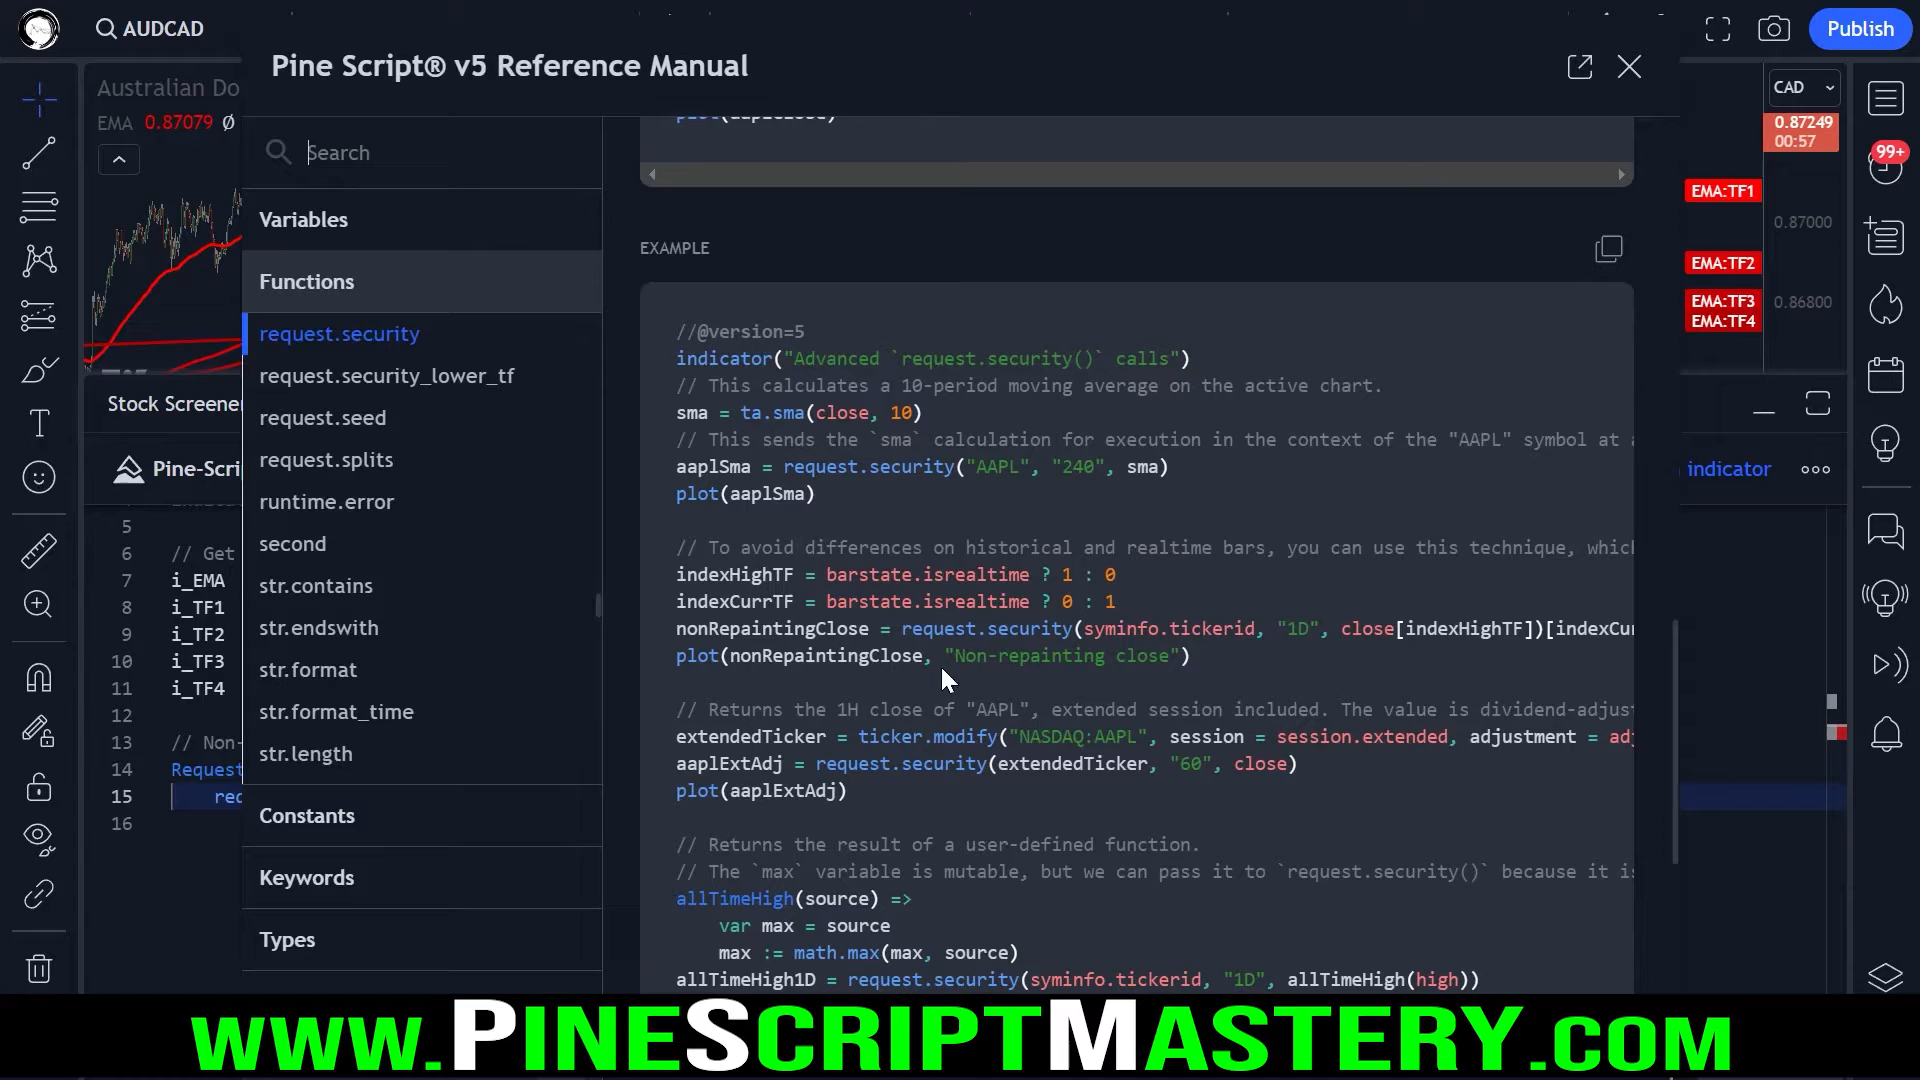 AUDCAD
Publish
Pine Script® v5 Reference Manual
Australian Do
EMA 0.87079 Ø
CAD
0.87249
00:57
99+
Search
EMA:TF1
0.87000
EMA:TF2
EMA:TF3
EMA:TF4
0.86800
Variables
Functions
request.security
request.security_lower_tf
request.seed
request.splits
runtime.error
second
str.contains
str.endswith
str.format
str.format_time
str.length
Constants
Keywords
Types
EXAMPLE
//@version=5
indicator("Advanced `request.security()` calls")
// This calculates a 10-period moving average on the active chart.
sma = ta.sma(close, 10)
// This sends the `sma` calculation for execution in the context of the "AAPL" symbol at
aaplSma = request.security("AAPL", "240", sma)
plot(aaplSma)
// To avoid differences on historical and realtime bars, you can use this technique, whic
indexHighTF = barstate.isrealtime ? 1 : 0
indexCurrTF = barstate.isrealtime ? 0 : 1
nonRepaintingClose = request.security(syminfo.tickerid, "1D", close[indexHighTF])[indexCu
plot(nonRepaintingClose, "Non-repainting close")
// Returns the 1H close of "AAPL", extended session included. The value is dividend-adjus
extendedTicker = ticker.modify("NASDAQ:AAPL", session = session.extended, adjustment = ad
aaplExtAdj = request.security(extendedTicker, "60", close)
plot(aaplExtAdj)
// Returns the result of a user-defined function.
// The `max` variable is mutable, but we can pass it to `request.security()` because it i
allTimeHigh(source) =>
var max = source
max := math.max(max, source)
allTimeHigh1D = request.security(syminfo.tickerid, "1D", allTimeHigh(high))
Stock Screene
Pine-Scri
indicator
5
6 // Get
7 i_EMA
8 i_TF1
9 i_TF2
10 i_TF3
11 i_TF4
12
13 // Non-
14 Request
15 req
16
www.PineScriptMastery.com